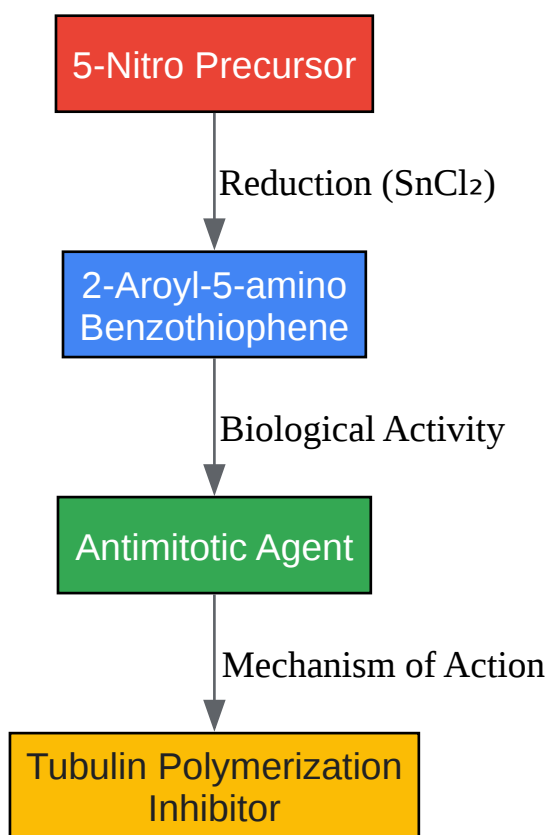 5-Nitro Precursor
Reduction (SnCl₂)
2-Aroyl-5-amino
Benzothiophene
Biological Activity
Antimitotic Agent
Mechanism of Action
Tubulin Polymerization
Inhibitor